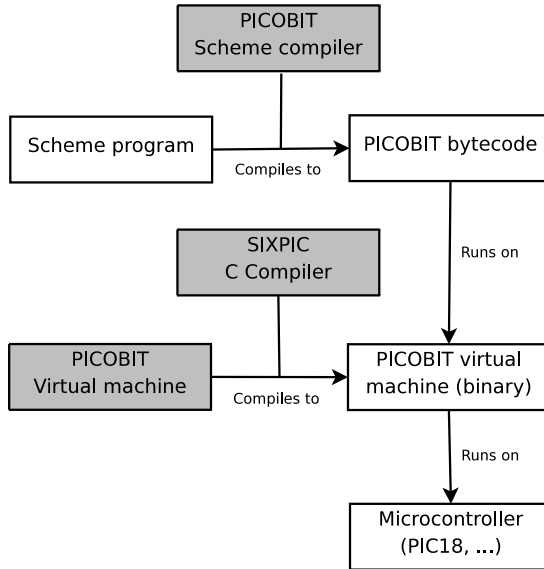 PICOBIT
Scheme compiler
Scheme program
PICOBIT bytecode
Compiles to
SIXPIC
C Compiler
Runs on
PICOBIT
Virtual machine
PICOBIT virtual
machine (binary)
Compiles to
Runs on
Microcontroller
(PIC18, ...)